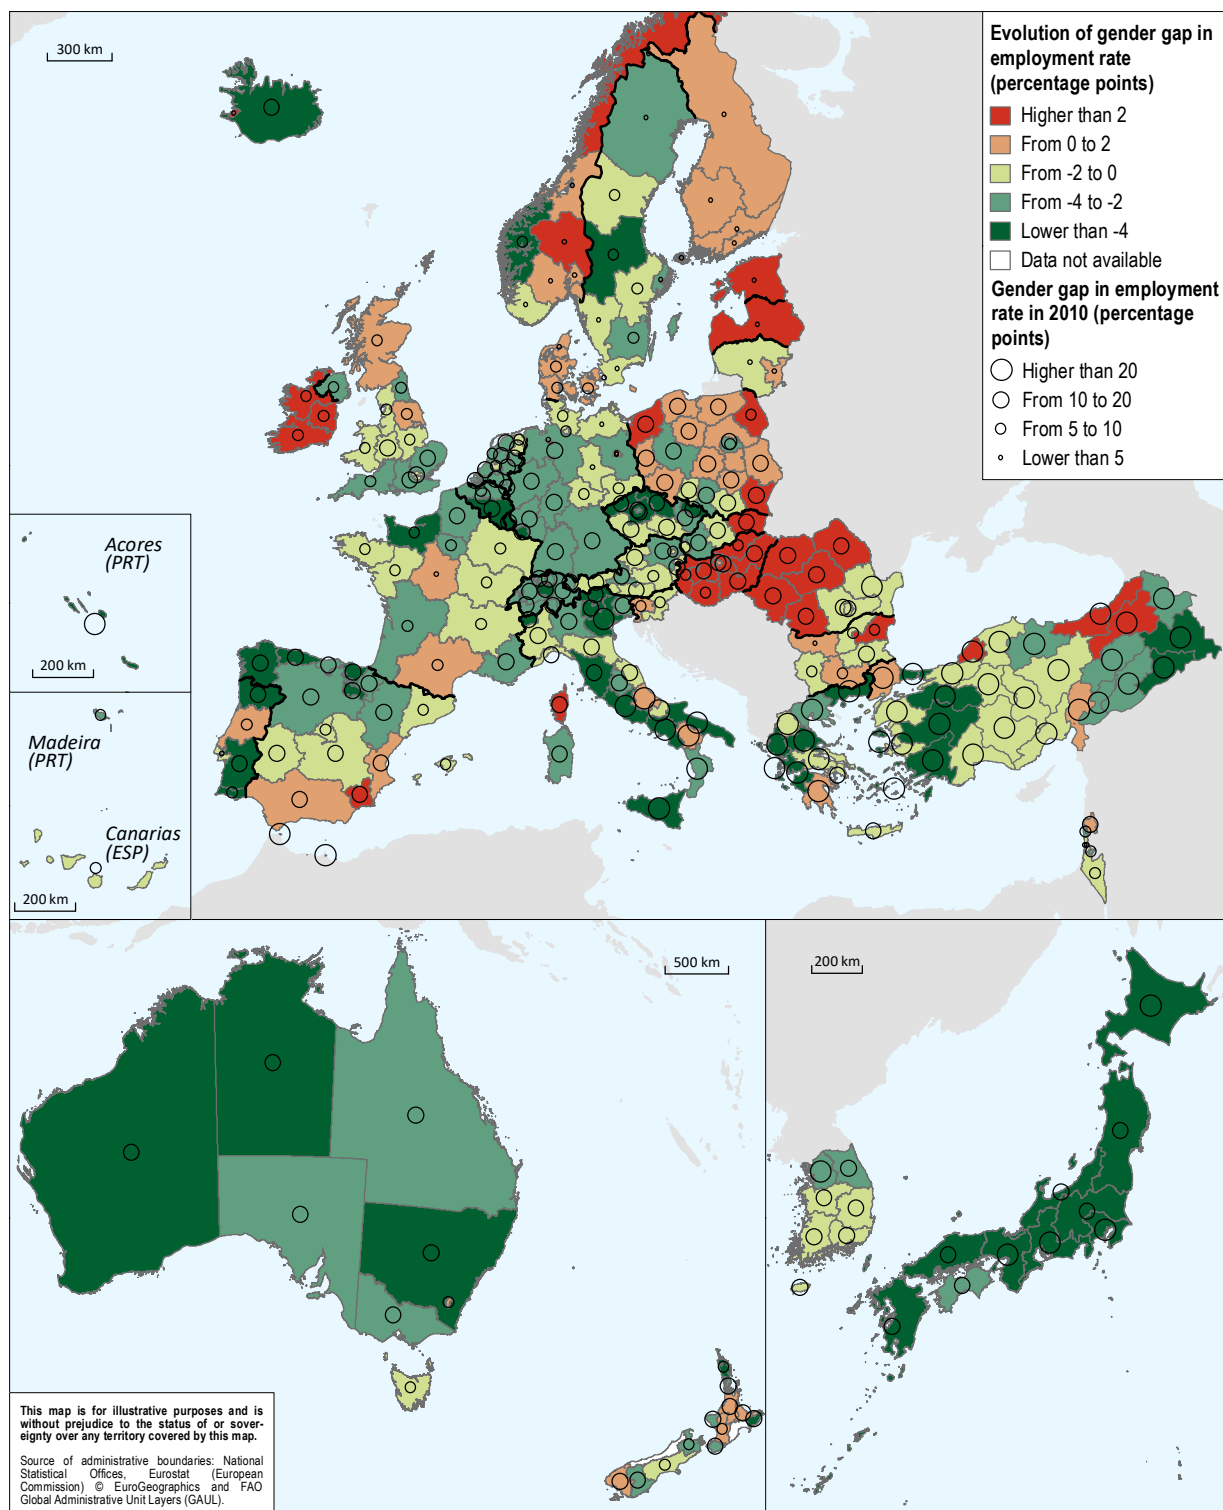 300 km
Evolution of gender gap in
employment rate
(percentage points)
Higher than 2
From 0 to 2
From -2 to 0
From -4 to -2
Lower than -4
Data not available
Gender gap in employment
rate in 2010 (percentage
points)
Higher than 20
From 10 to 20
From 5 to 10
Lower than 5
Acores
(PRT)
200 km
Madeira
(PRT)
Canarias
(ESP)
200 km
500 km
200 km
This map is for illustrative purposes and is
without prejudice to the status of or sover-
eignty over any territory covered by this map.
Source of administrative boundaries: National
Statistical Offices, Eurostat (European
Commission) © EuroGeographics and FAO
Global Administrative Unit Layers (GAUL).